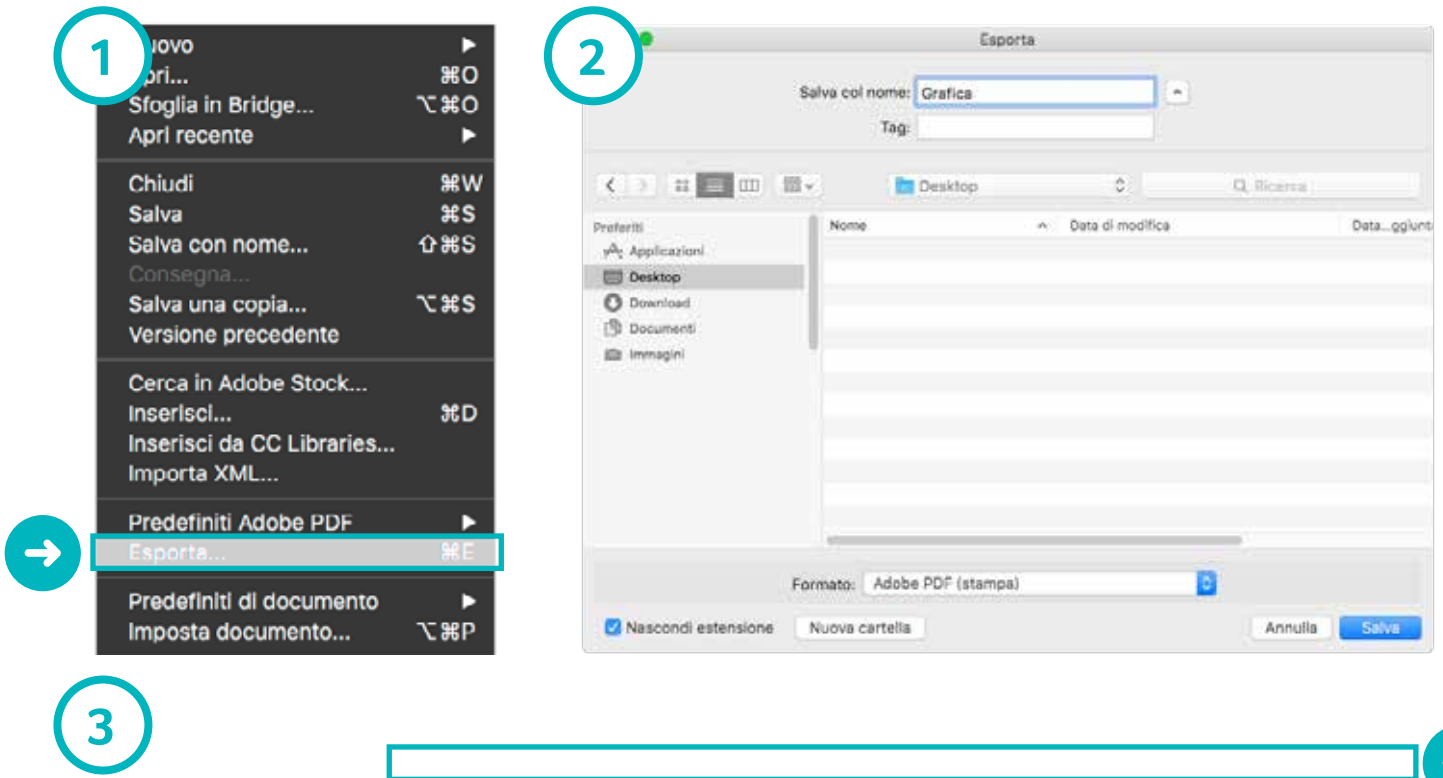 1
uovo ▶
pri... ⌘O
Sfoglia in Bridge... ⌥⌘O
Apri recente ▶
Chiudi ⌘W
Salva ⌘S
Salva con nome... ⇧⌘S
Consegna...
Salva una copia... ⌥⌘S
Versione precedente
Cerca in Adobe Stock...
Inserisci... ⌘D
Inserisci da CC Libraries...
Importa XML...
Predefiniti Adobe PDF ▶
Esporta... ⌘E
Predefiniti di documento ▶
Imposta documento... ⌥⌘P
2
Esporta
Salva col nome: Grafica
Tag:
Desktop
Ricerca
Preferiti
Applicazioni
Desktop
Download
Documenti
Immagini
Nome Data di modifica Data...ggiunt
Formato: Adobe PDF (stampa)
Nascondi estensione Nuova cartella Annulla Salva
3